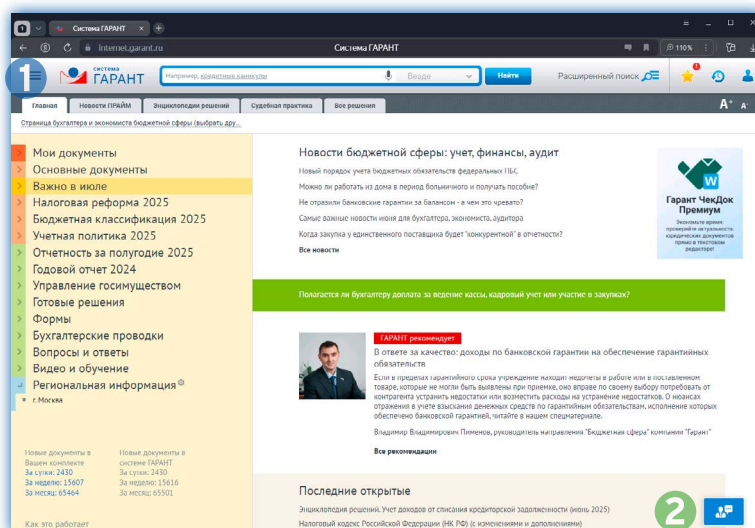 1
Система ГАРАНТ
internet.garant.ru
Система ГАРАНТ
110%
1
система
ГАРАНТ
Например, кредитные каникулы
Везде
Найти
Расширенный поиск
Главная
Новости ПРАЙМ
Энциклопедии решений
Судебная практика
Все решения
A+ A-
Страница бухгалтера и экономиста бюджетной сферы (выбрать дру...
Мои документы
Основные документы
Важно в июле
Налоговая реформа 2025
Бюджетная классификация 2025
Учетная политика 2025
Отчетность за полугодие 2025
Годовой отчет 2024
Управление госимуществом
Готовые решения
Формы
Бухгалтерские проводки
Вопросы и ответы
Видео и обучение
Региональная информация
г. Москва
Новые документы в
Вашем комплекте
За сутки: 2430
За неделю: 15607
За месяц: 65464
Новые документы в
системе ГАРАНТ
За сутки: 2430
За неделю: 15616
За месяц: 65501
Как это работает
Новости бюджетной сферы: учет, финансы, аудит
Новый порядок учета бюджетных обязательств федеральных ПБС
Можно ли работать из дома в период больничного и получать пособие?
Не отразили банковские гарантии за балансом - а чем это чревато?
Самые важные новости июня для бухгалтера, экономиста, аудитора
Когда закупка у единственного поставщика будет "конкурентной" в отчетности?
Все новости
W
Гарант ЧекДок
Премиум
Экономьте время:
проверяйте актуальность
юридических документов
прямо в текстовом
редакторе!
Полагается ли бухгалтеру доплата за ведение кассы, кадровый учет или участие в закупках?
ГАРАНТ рекомендует
В ответе за качество: доходы по банковской гарантии на обеспечение гарантийных
обязательств
Если в пределах гарантийного срока учреждение находит недочеты в работе или в поставленном
товаре, которые не могли быть выявлены при приемке, оно вправе по своему выбору потребовать от
контрагента устранить недостатки или возместить расходы на устранение недостатков. О нюансах
отражения в учете взыскания денежных средств по гарантийным обязательствам, исполнение которых
обеспечено банковской гарантией, читайте в нашем спецматериале.
Владимир Владимирович Пименов, руководитель направления "Бюджетная сфера" компании "Гарант"
Все рекомендации
Последние открытые
Энциклопедия решений. Учет доходов от списания кредиторской задолженности (июнь 2025)
Налоговый кодекс Российской Федерации (НК РФ) (с изменениями и дополнениями)
2